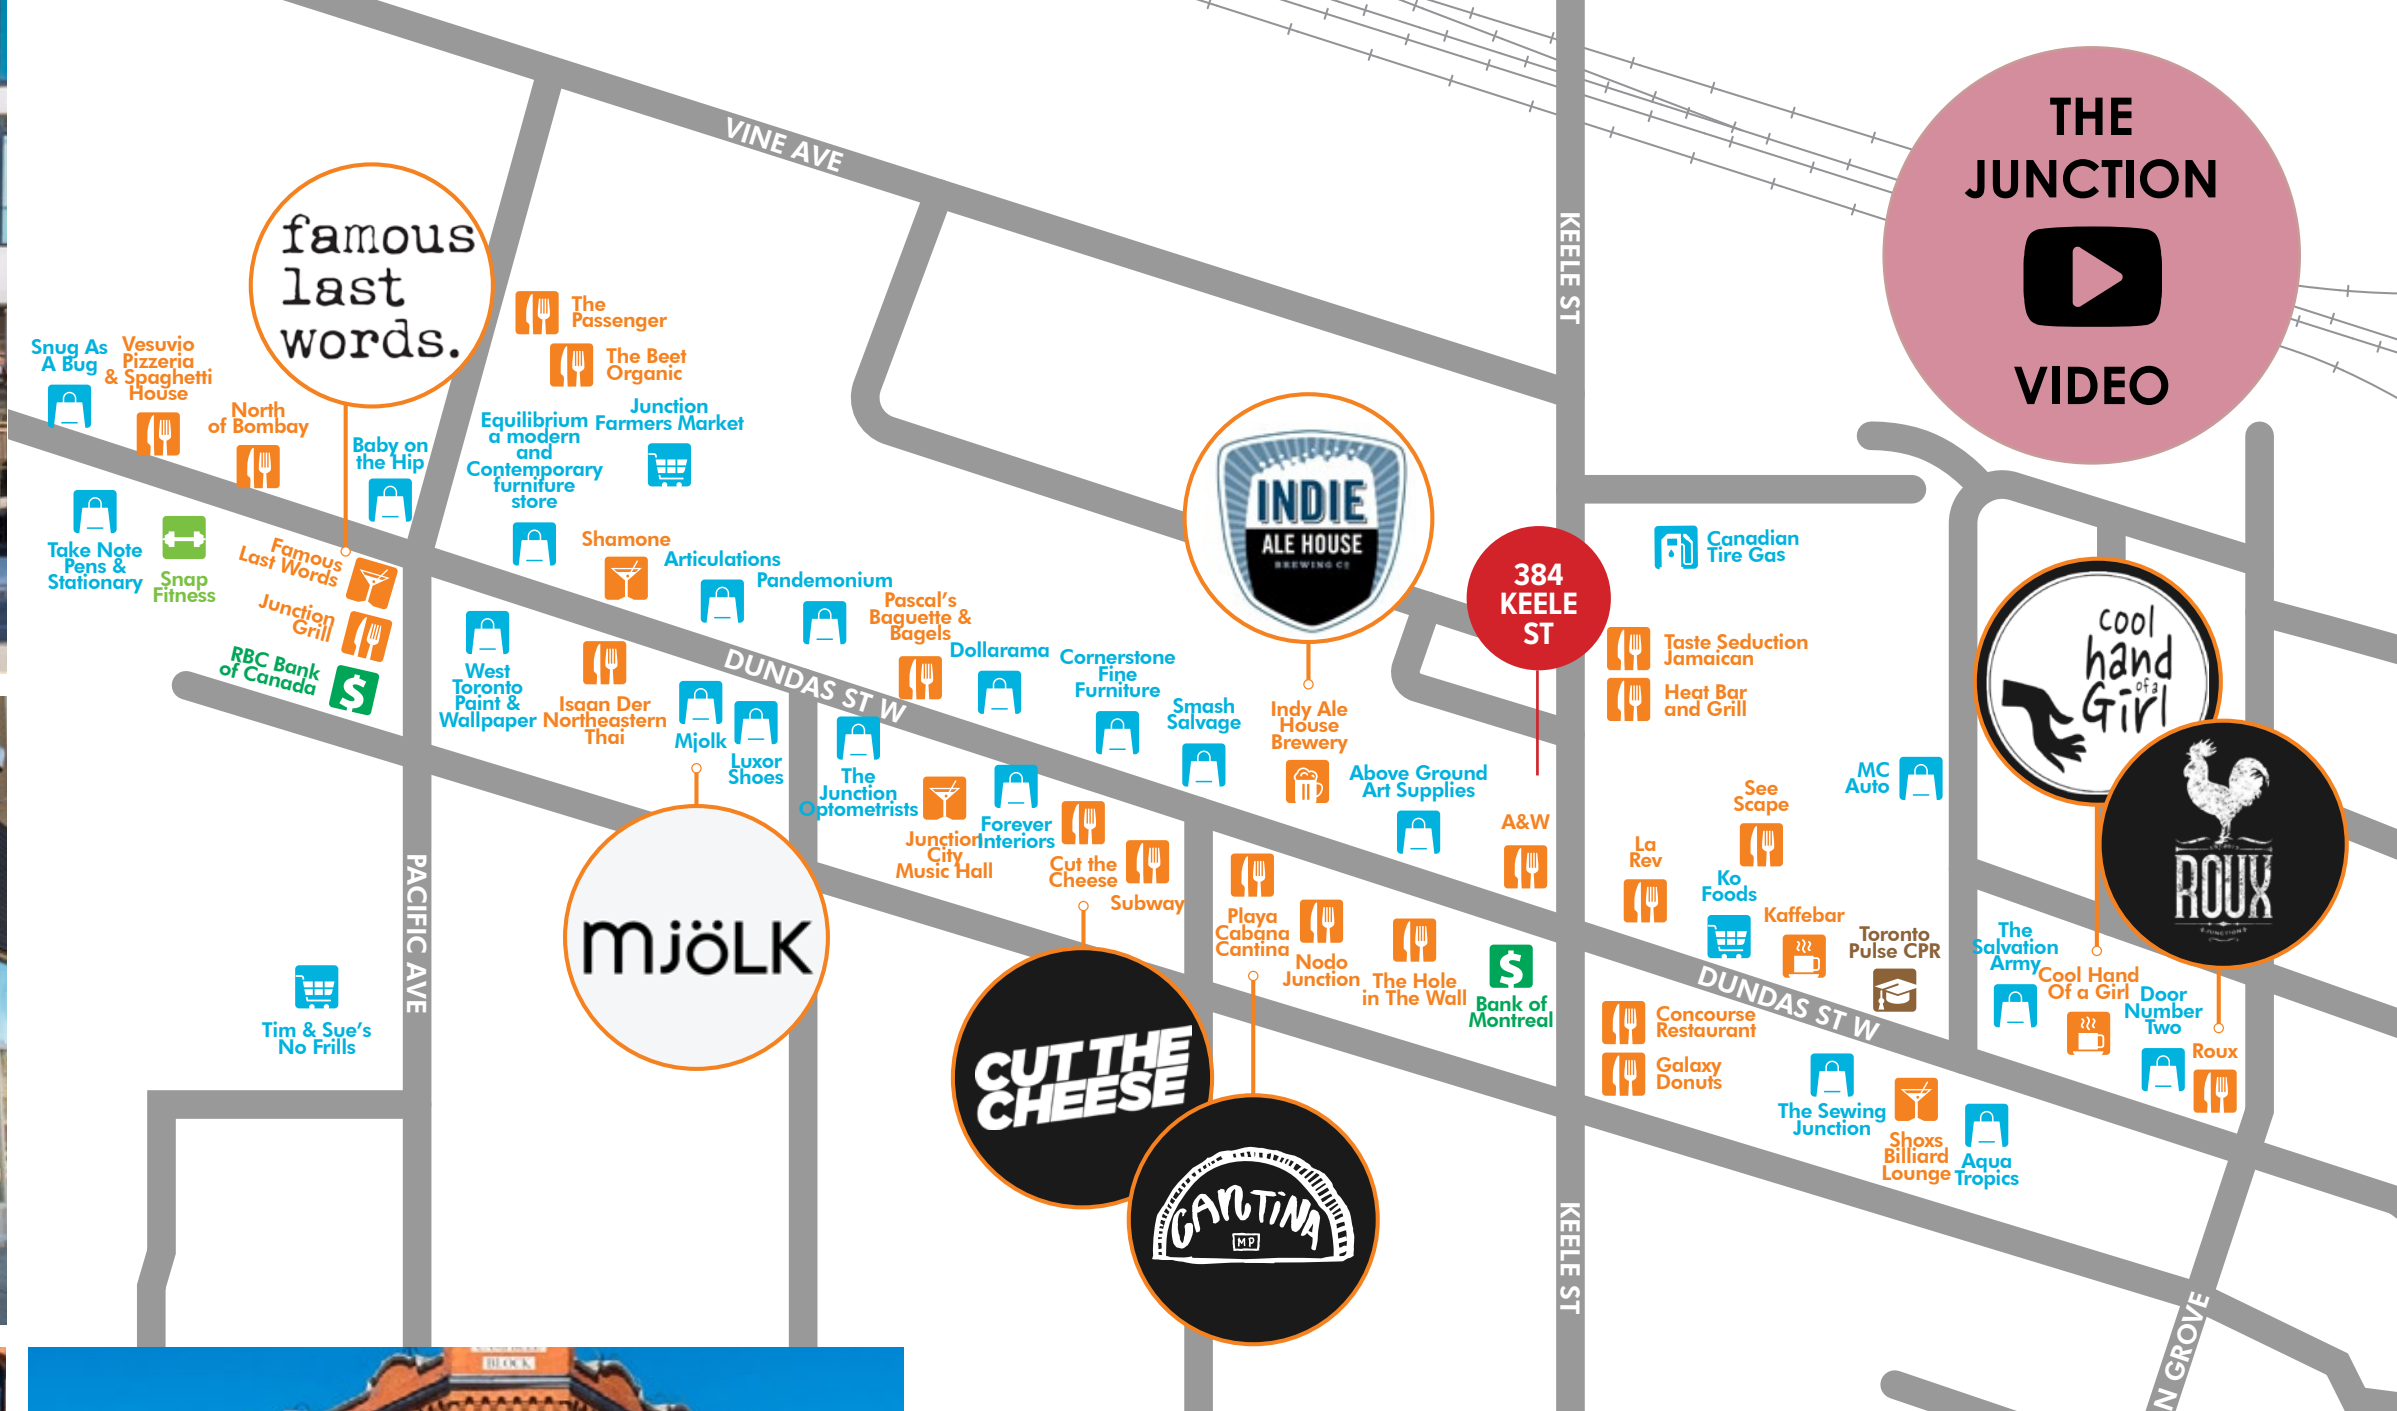 THE
JUNCTION
VIDEO
VINE AVE
KEELE ST
famous
last
words.
The
Passenger
The Beet
Organic
Snug As
A Bug
Vesuvio
Pizzeria
& Spaghetti
House
North
of Bombay
Baby on
the Hip
Equilibrium
a modern
and
Contemporary
furniture
store
Junction
Farmers Market
Take Note
Pens &
Stationary
Snap
Fitness
Famous
Last Words
Junction
Grill
RBC Bank
of Canada
Shamone
Articulations
Pandemonium
Pascal's
Baguette &
Bagels
Dollarama
Cornerstone
Fine
Furniture
Smash
Salvage
INDIE
ALE HOUSE
BREWING CO
Indy Ale
House
Brewery
384
KEELE
ST
Canadian
Tire Gas
Taste Seduction
Jamaican
Heat Bar
and Grill
cool
hand
of a
Girl
West
Toronto
Paint &
Wallpaper
Isaan Der
Northeastern
Thai
Mjolk
Luxor
Shoes
DUNDAS ST W
The
Junction
Optometrists
Junction
City
Music Hall
Forever
Interiors
Cut the
Cheese
Subway
Above Ground
Art Supplies
A&W
MC
Auto
See
Scape
La
Rev
Ko
Foods
Kaffebar
Toronto
Pulse CPR
ROUX
JUNCTION
Playa
Cabana
Cantina
Nodo
Junction
The Hole
in The Wall
Bank of
Montreal
The
Salvation
Army
Cool Hand
Of a Girl
Door
Number
Two
Roux
DUNDAS ST W
Concourse
Restaurant
Galaxy
Donuts
The Sewing
Junction
Shoxs
Billiard
Lounge
Aqua
Tropics
PACIFIC AVE
Tim & Sue's
No Frills
mjöLK
CUT THE
CHEESE
CANTINA
MP
KEELE ST
N GROVE
BLOCK